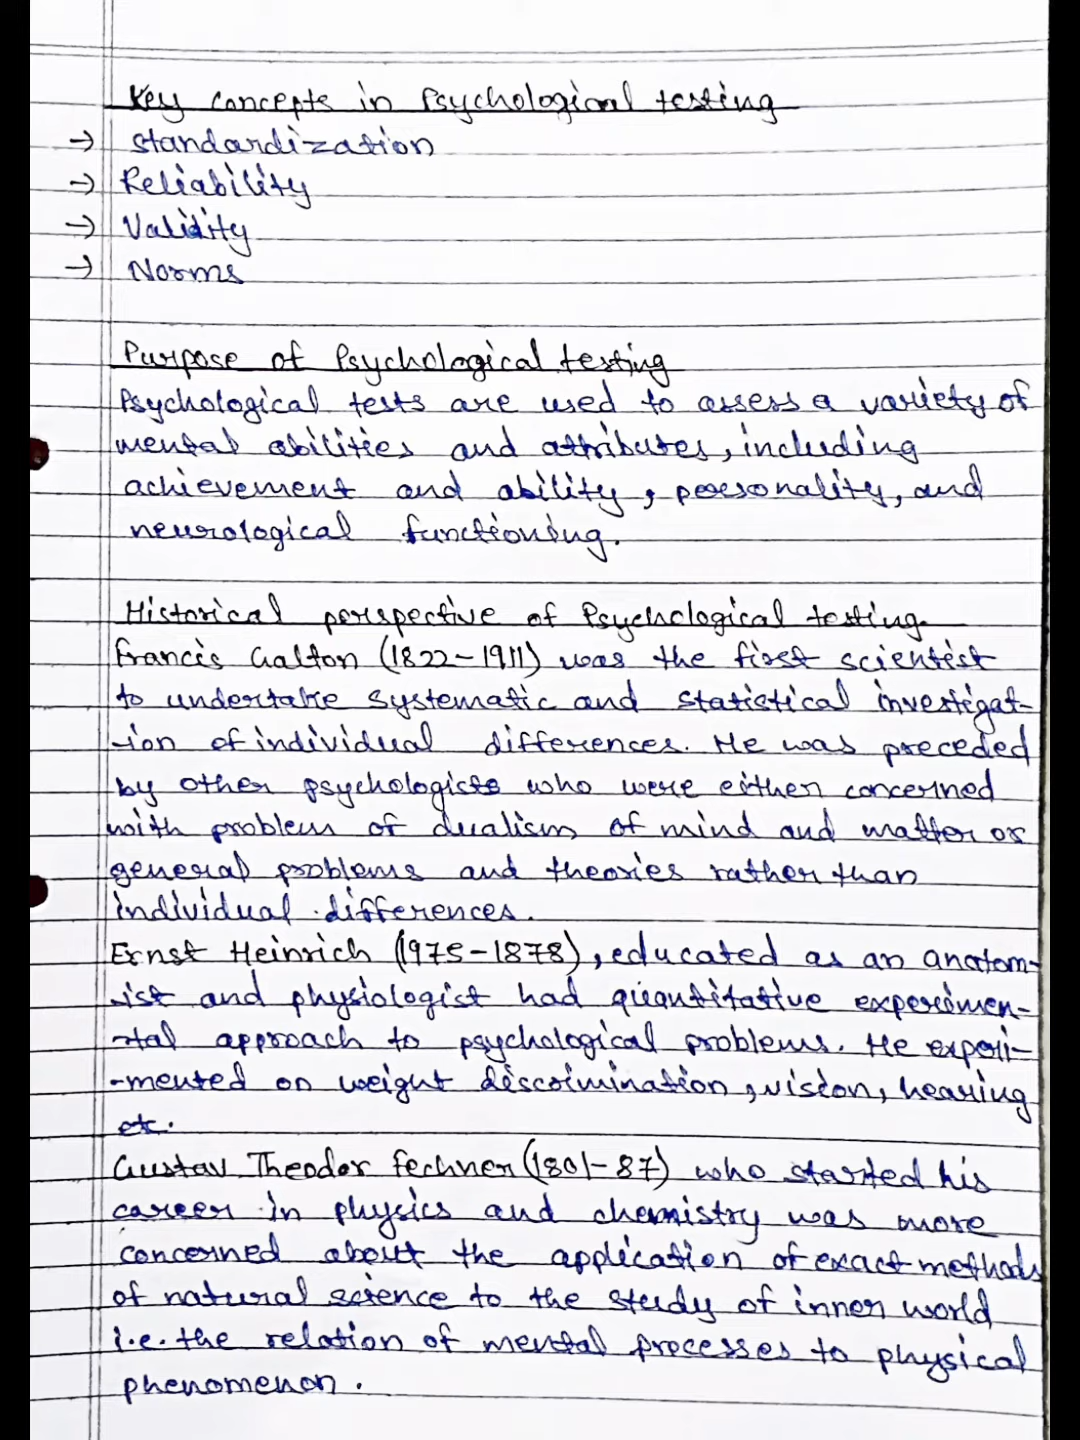 Key concepts in Psychological testing
→ Standardization
→ Reliability
→ Validity
→ Norms
Purpose of Psychological testing
Psychological tests are used to assess a variety of
mental abilities and attributes, including
achievement and ability, personality, and
neurological functioning.
Historical perspective of Psychological testing
Francis Galton (1822-1911) was the first scientist
to undertake systematic and statistical investigat-
-ion of individual differences. He was preceded
by other psychologists who were either concerned
with problem of dualism of mind and matter or
general problems and theories rather than
individual differences.
Ernst Heinrich (1975-1878), educated as an anatom-
-ist and physiologist had quantitative experimen-
-tal approach to psychological problems. He experi-
-mented on weight discrimination, vision, hearing
etc.
Gustav Theodor Fechner (1801-87) who started his
career in physics and chemistry was more
concerned about the application of exact methods
of natural science to the study of inner world
i.e. the relation of mental processes to physical
phenomenon.